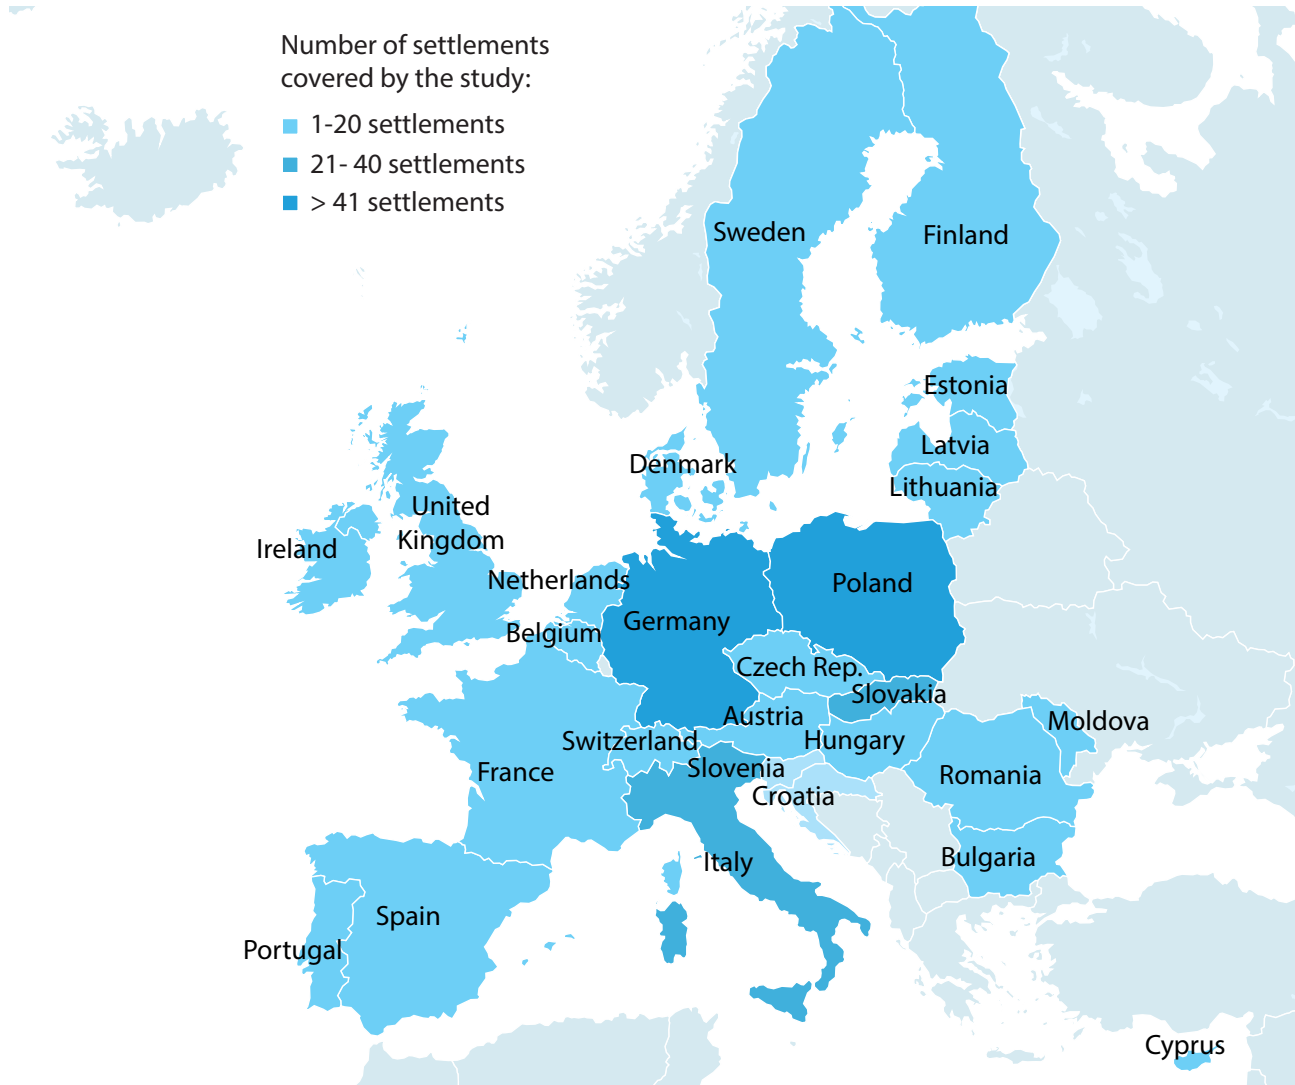 Number of settlements
covered by the study:
1-20 settlements
21- 40 settlements
> 41 settlements
Sweden
Finland
Estonia
Latvia
Denmark
Lithuania
United
Kingdom
Ireland
Netherlands
Poland
Germany
Belgium
Czech Rep.
Slovakia
Austria
Moldova
Switzerland
Hungary
France
Slovenia
Romania
Croatia
Italy
Bulgaria
Spain
Portugal
Cyprus